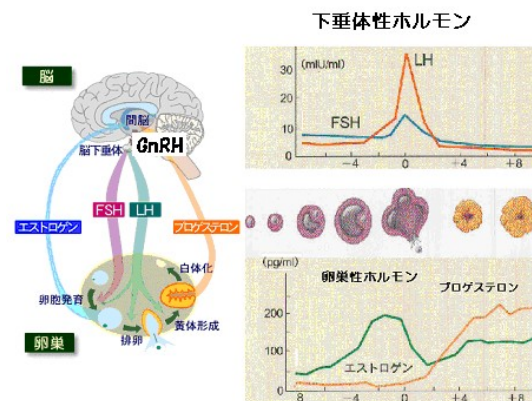 下垂体性ホルモン
脳
間脳
GnRH
脳下垂体
FSH
LH
エストロゲン
プロゲステロン
白体化
卵胞発育
黄体形成
排卵
卵巣
(mIU/ml)
30
20
10
0
LH
FSH
−4
0
+4
+8
(pg/ml)
卵巣性ホルモン
プロゲステロン
200
100
0
エストロゲン
8
−4
0
+4
+8